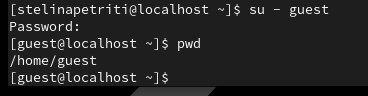 [stelinapetriti@localhost ~]$ su - guest
Password:
[guest@localhost ~]$ pwd
/home/guest
[guest@localhost ~]$